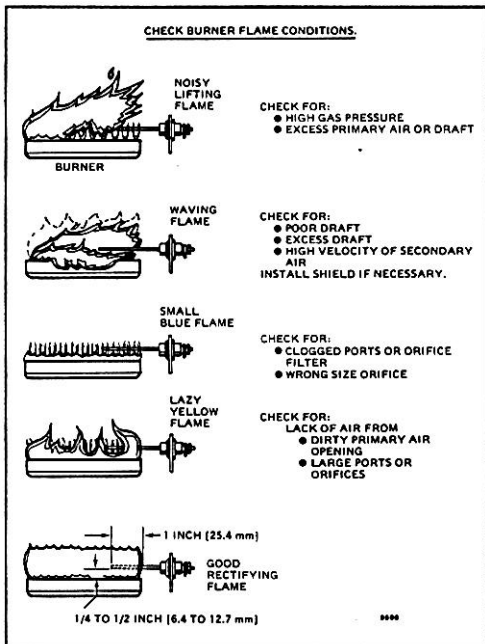 CHECK BURNER FLAME CONDITIONS.
NOISY
LIFTING
FLAME
CHECK FOR:
● HIGH GAS PRESSURE
● EXCESS PRIMARY AIR OR DRAFT
BURNER
WAVING
FLAME
CHECK FOR:
● POOR DRAFT
● EXCESS DRAFT
● HIGH VELOCITY OF SECONDARY
AIR
INSTALL SHIELD IF NECESSARY.
SMALL
BLUE FLAME
CHECK FOR:
● CLOGGED PORTS OR ORIFICE
FILTER
● WRONG SIZE ORIFICE
LAZY
YELLOW
FLAME
CHECK FOR:
LACK OF AIR FROM
● DIRTY PRIMARY AIR
OPENING
● LARGE PORTS OR
ORIFICES
1 INCH [25.4 mm]
GOOD
RECTIFYING
FLAME
1/4 TO 1/2 INCH [6.4 TO 12.7 mm]